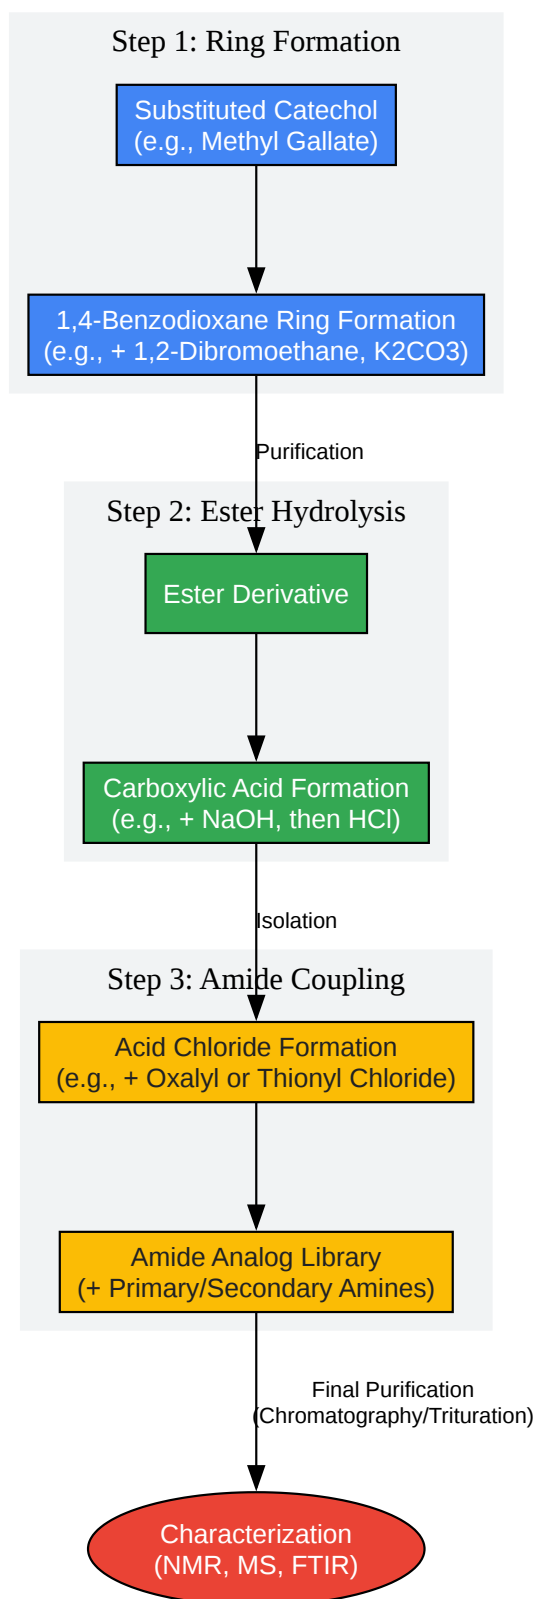 Step 1: Ring Formation
Substituted Catechol
(e.g., Methyl Gallate)
1,4-Benzodioxane Ring Formation
(e.g., + 1,2-Dibromoethane, K2CO3)
Purification
Step 2: Ester Hydrolysis
Ester Derivative
Carboxylic Acid Formation
(e.g., + NaOH, then HCl)
Isolation
Step 3: Amide Coupling
Acid Chloride Formation
(e.g., + Oxalyl or Thionyl Chloride)
Amide Analog Library
(+ Primary/Secondary Amines)
Final Purification
(Chromatography/Trituration)
Characterization
(NMR, MS, FTIR)